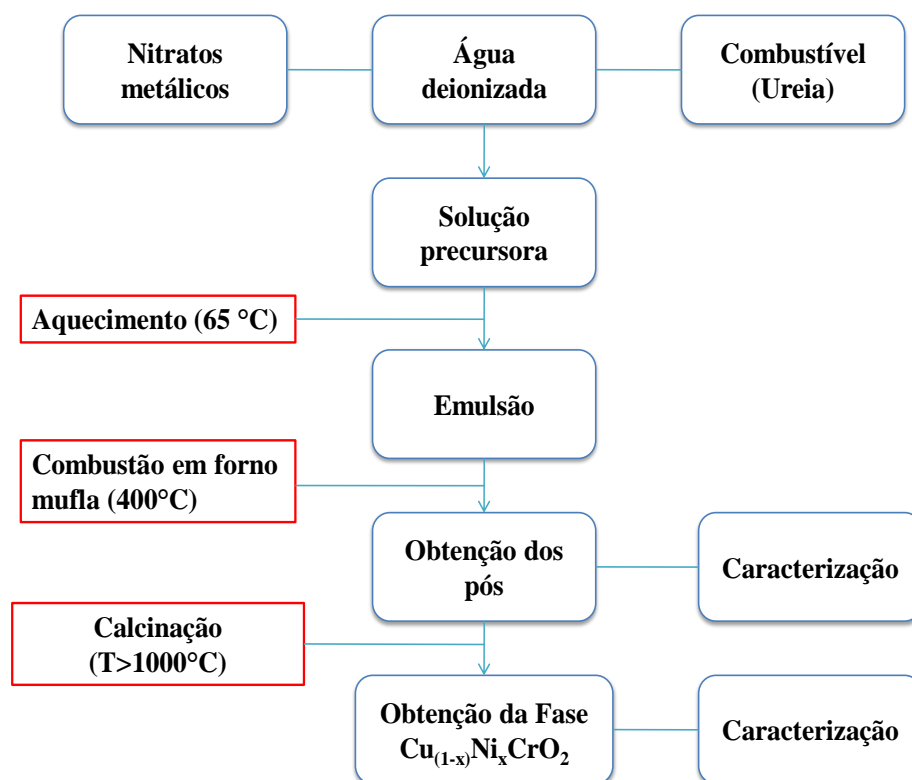 Nitratos
metálicos
Água
deionizada
Combustível
(Ureia)
Solução
precursora
Aquecimento (65 °C)
Emulsão
Combustão em forno
mufla (400°C)
Obtenção dos
pós
Caracterização
Calcinação
(T>1000°C)
Obtenção da Fase
Cu(1-x)NixCrO2
Caracterização